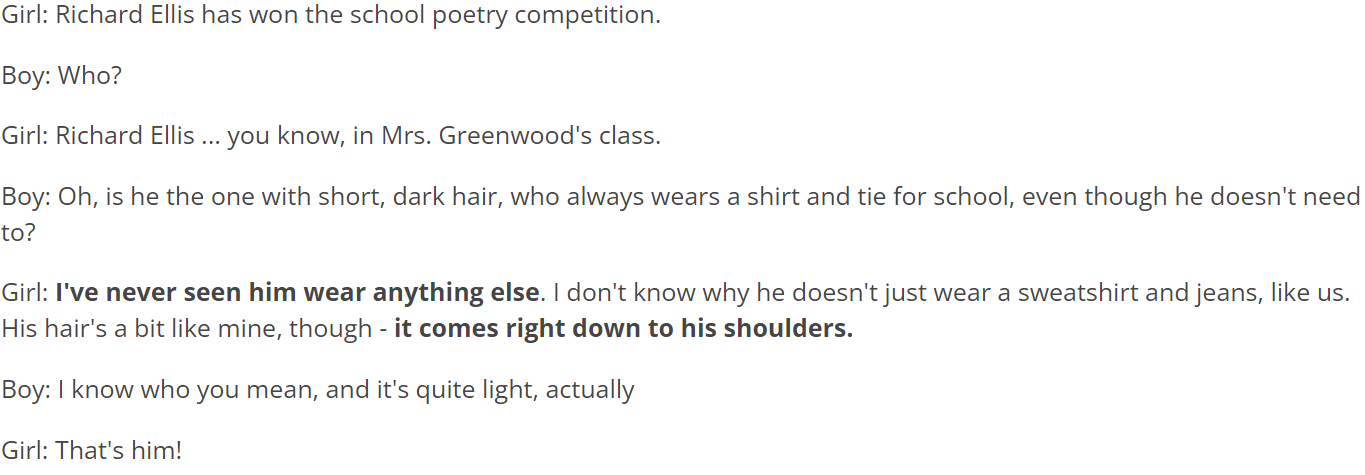 Girl: Richard Ellis has won the school poetry competition.
Boy: Who?
Girl: Richard Ellis ... you know, in Mrs. Greenwood's class.
Boy: Oh, is he the one with short, dark hair, who always wears a shirt and tie for school, even though he doesn't need
to?
Girl: I've never seen him wear anything else. I don't know why he doesn't just wear a sweatshirt and jeans, like us.
His hair's a bit like mine, though - it comes right down to his shoulders.
Boy: I know who you mean, and it's quite light, actually
Girl: That's him!